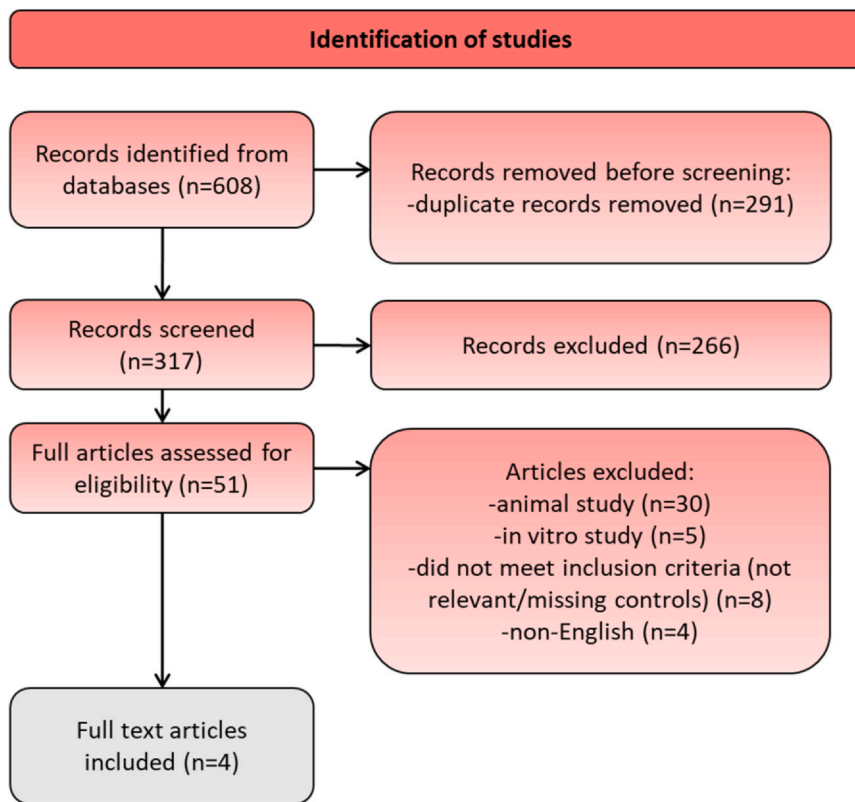 Identification of studies
Records identified from
databases (n=608)
Records removed before screening:
-duplicate records removed (n=291)
Records screened
(n=317)
Records excluded (n=266)
Full articles assessed for
eligibility (n=51)
Articles excluded:
-animal study (n=30)
-in vitro study (n=5)
-did not meet inclusion criteria (not
relevant/missing controls) (n=8)
-non-English (n=4)
Full text articles
included (n=4)